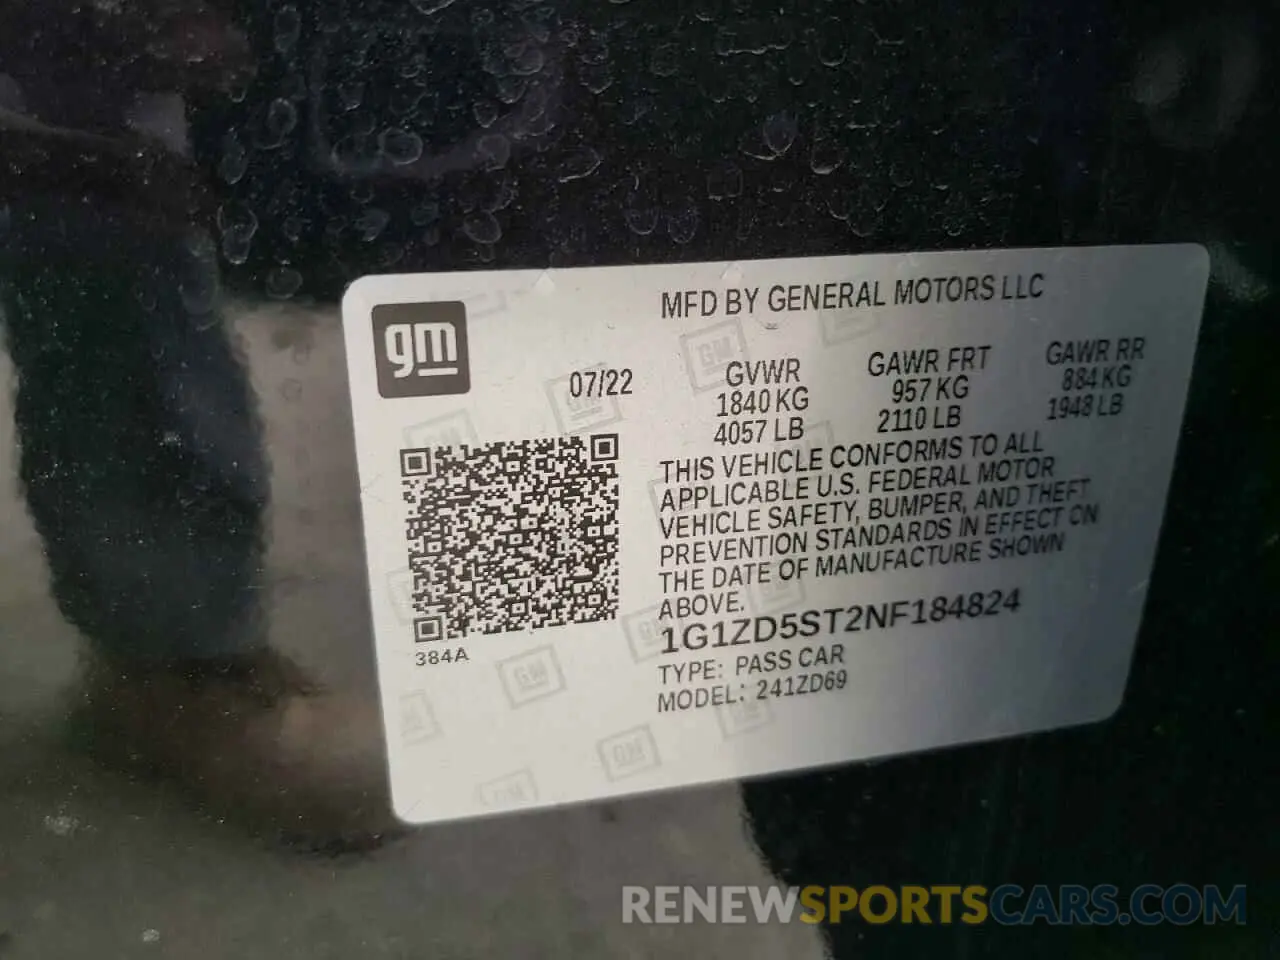 gm
MFD BY GENERAL MOTORS LLC
07/22
GVWR
1840 KG
4057 LB
GAWR FRT
957 KG
2110 LB
GAWR RR
884 KG
1948 LB
THIS VEHICLE CONFORMS TO ALL
APPLICABLE U.S. FEDERAL MOTOR
VEHICLE SAFETY, BUMPER, AND THEFT
PREVENTION STANDARDS IN EFFECT ON
THE DATE OF MANUFACTURE SHOWN
ABOVE.
1G1ZD5ST2NF184824
TYPE: PASS CAR
MODEL: 241ZD69
384A
RENEWSPORTSCARS.COM